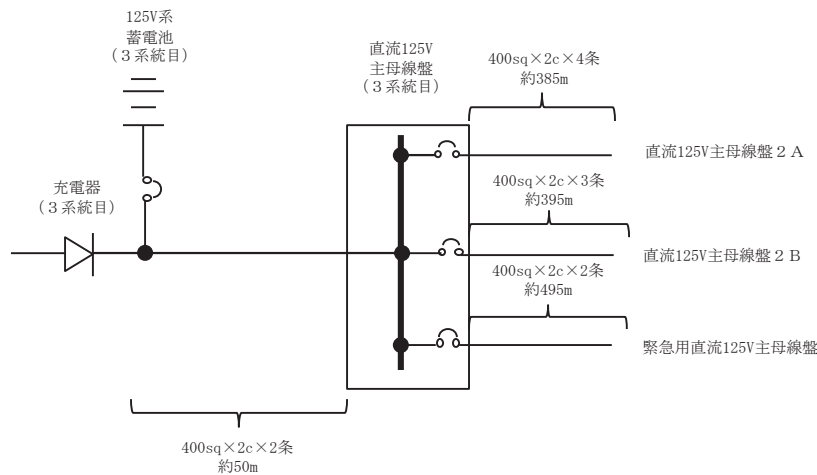 125V系
蓄電池
(３系統目)
直流125V
主母線盤
(３系統目)
400sq×2c×4条
約385m
直流125V主母線盤２Ａ
充電器
(３系統目)
400sq×2c×3条
約395m
直流125V主母線盤２Ｂ
400sq×2c×2条
約495m
緊急用直流125V主母線盤
400sq×2c×2条
約50m